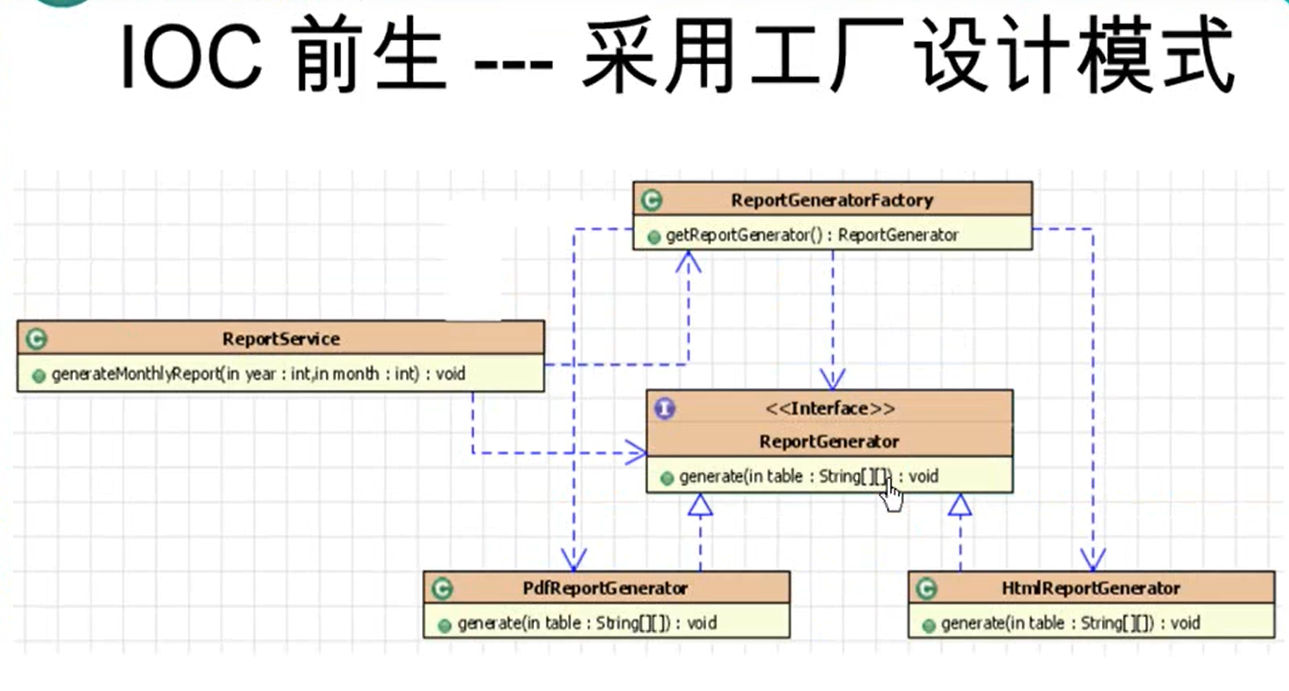 IOC 前生 --- 采用工厂设计模式
C ReportGeneratorFactory
getReportGenerator() : ReportGenerator
C ReportService
generateMonthlyReport(in year : int,in month : int) : void
I <<Interface>>
ReportGenerator
generate(in table : String[][]) : void
C PdfReportGenerator
generate(in table : String[][]) : void
C HtmlReportGenerator
generate(in table : String[][]) : void